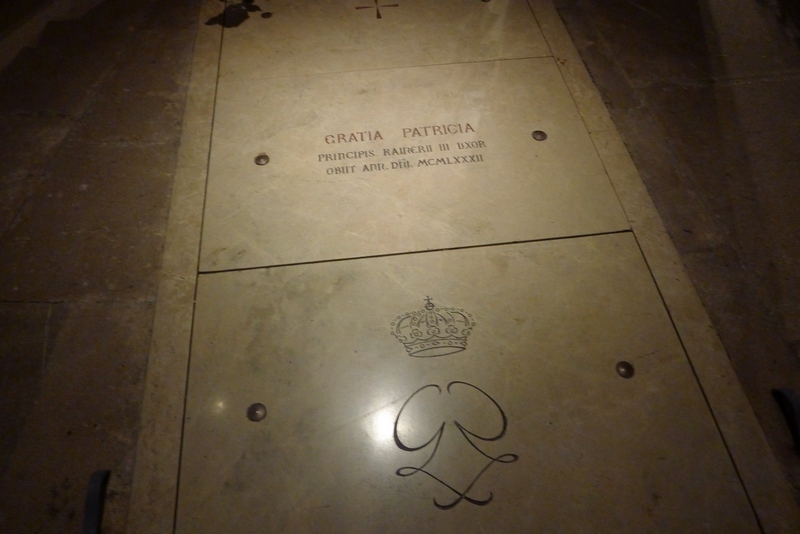 GRATIA PATRICIA
PRINCIPIS RAINERII III UXOR
OBIIT ANN. DÑI. MCMLXXXII